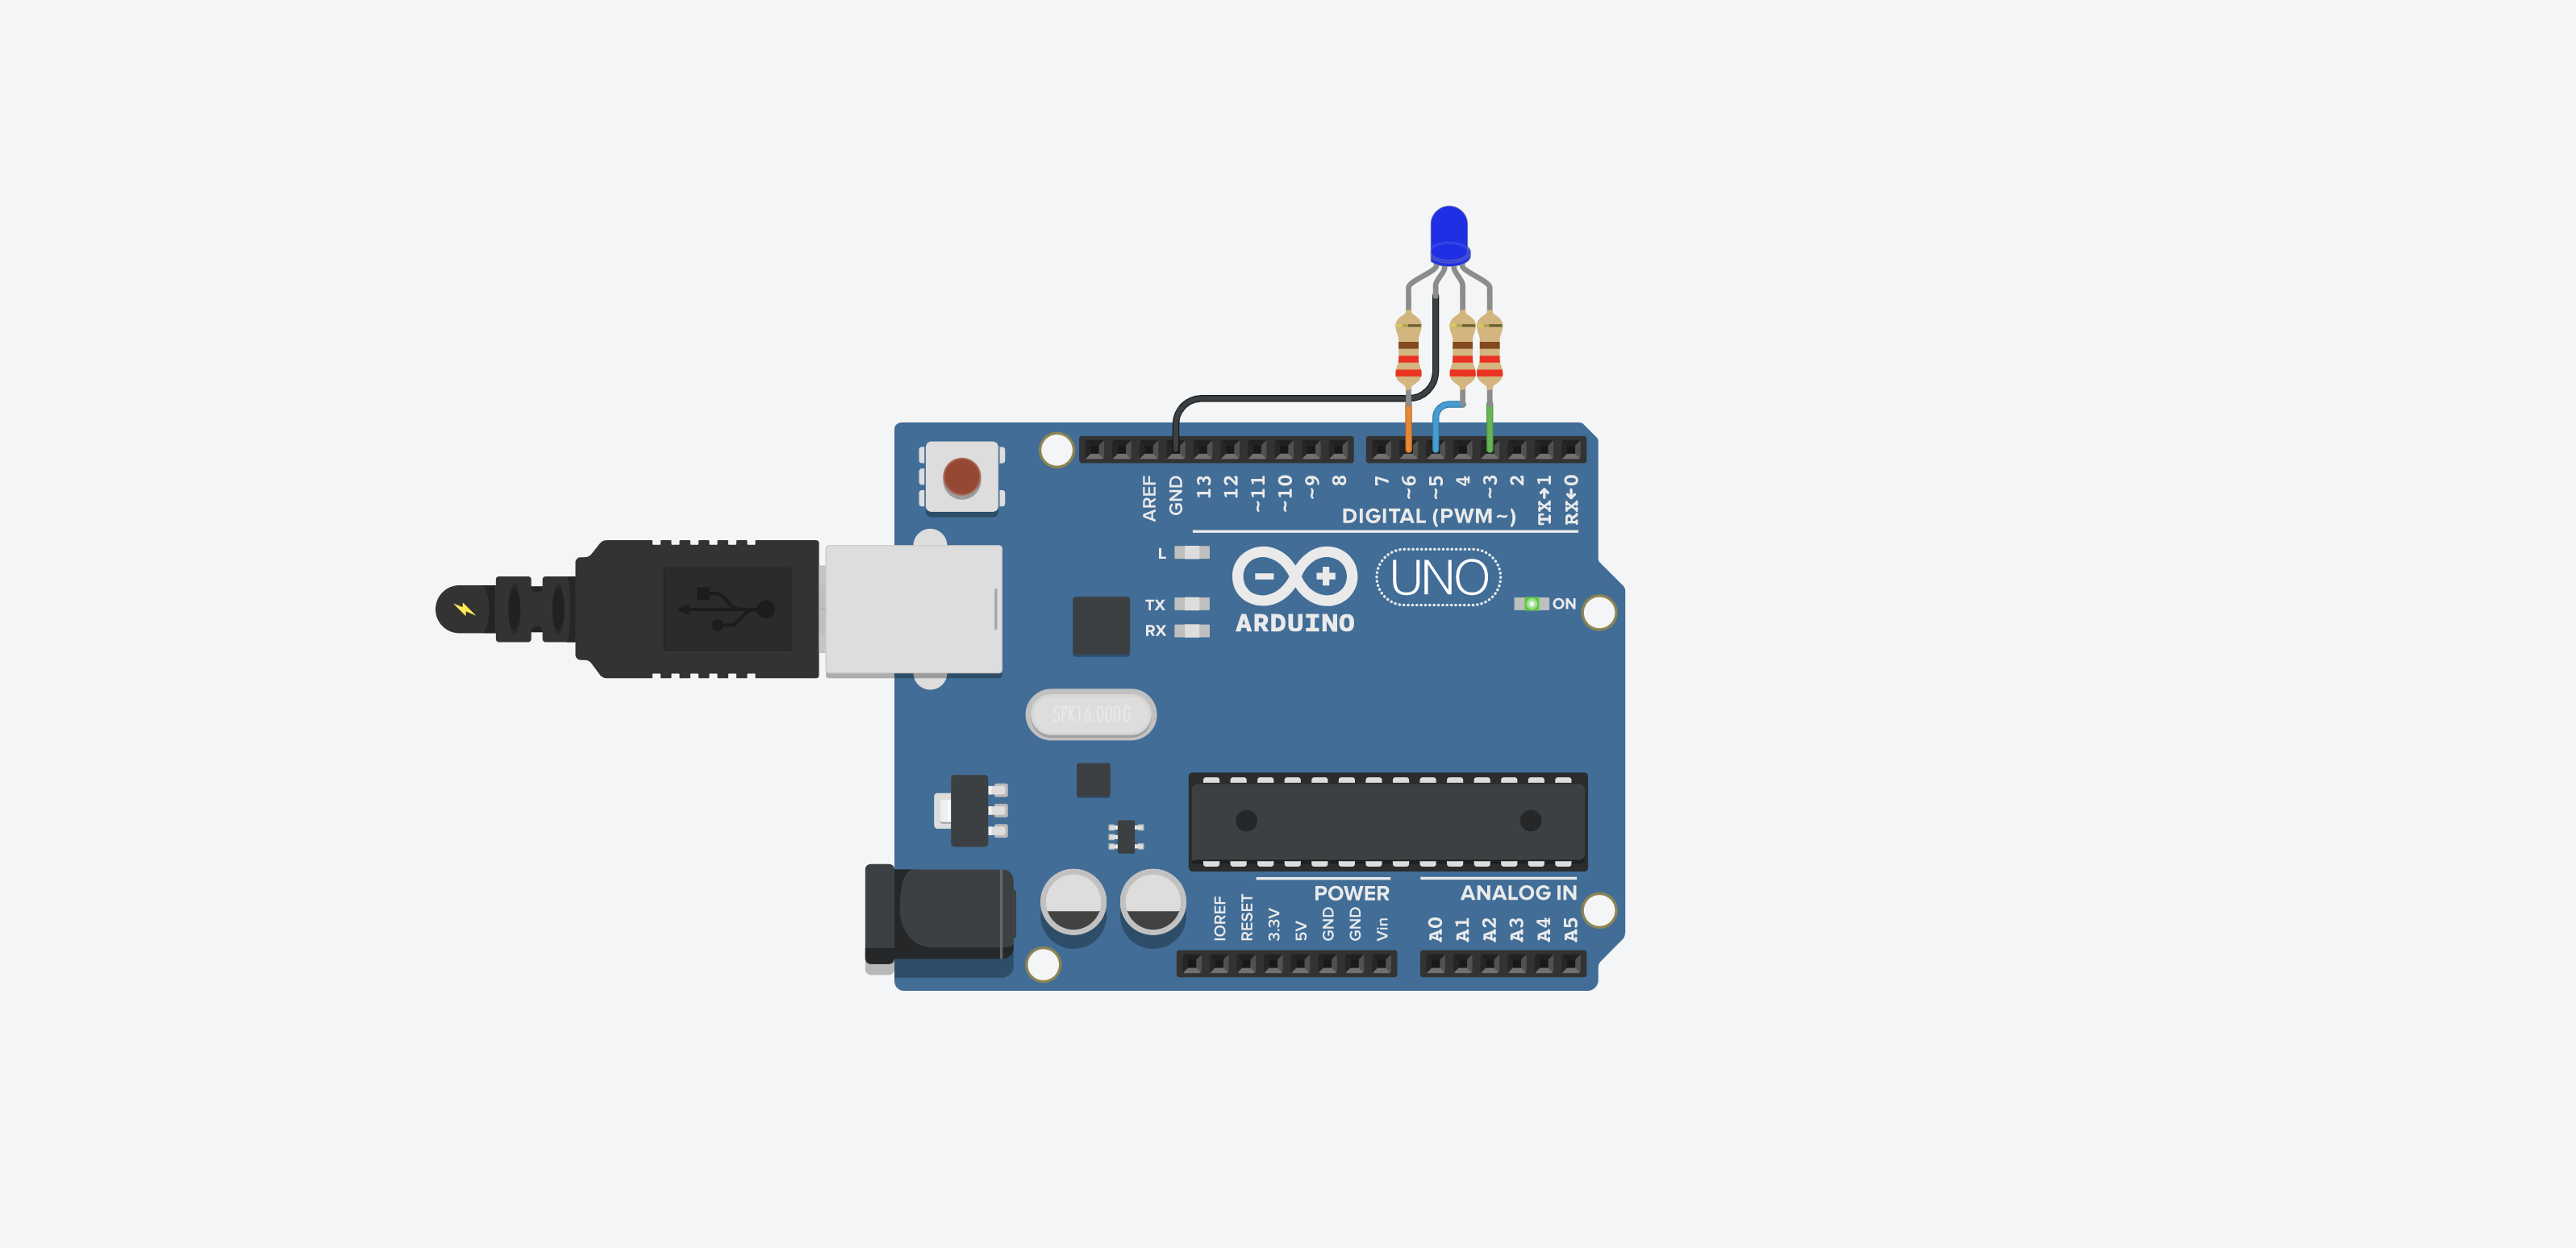 AREF
GND
13
12
~11
~10
~9
8
7
~6
~5
4
~3
2
TX→1
RX←0
DIGITAL (PWM~)
L
TX
RX
ARDUINO
UNO
ON
SPK16.000G
POWER
ANALOG IN
IOREF
RESET
3.3V
5V
GND
GND
Vin
A0
A1
A2
A3
A4
A5